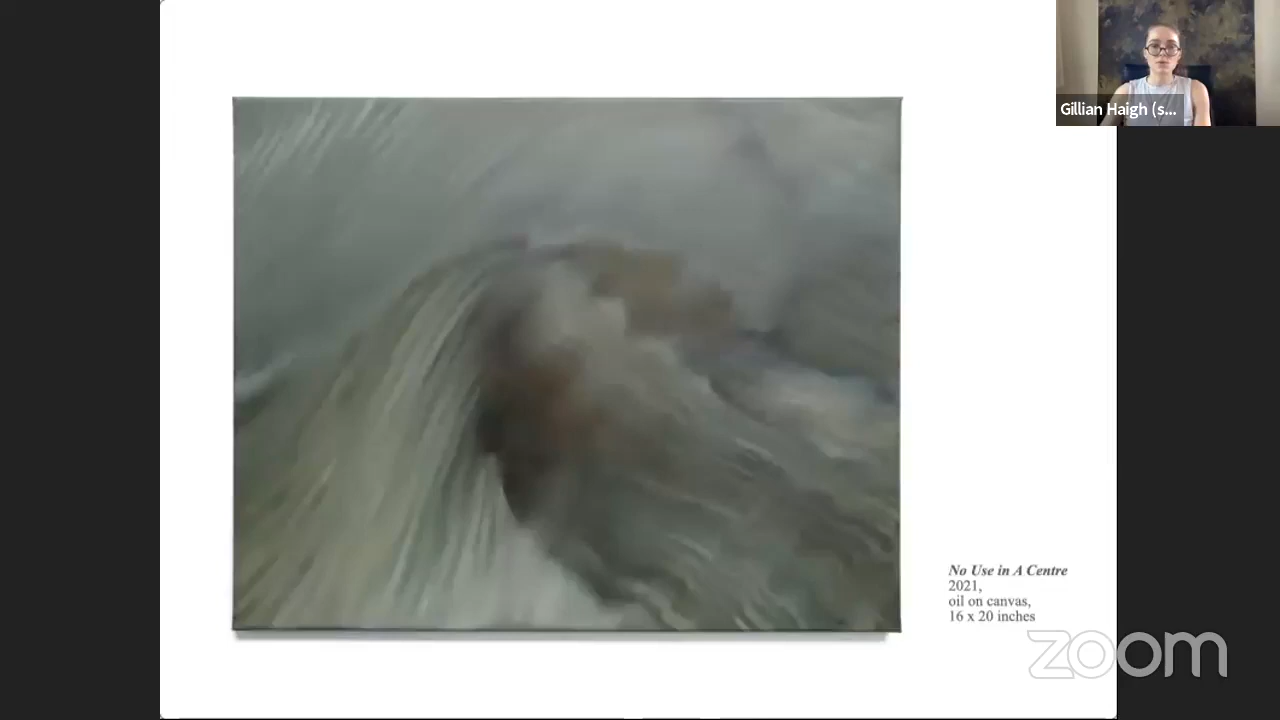 Gillian Haigh (s...
No Use in A Centre
2021,
oil on canvas,
16 x 20 inches
zoom